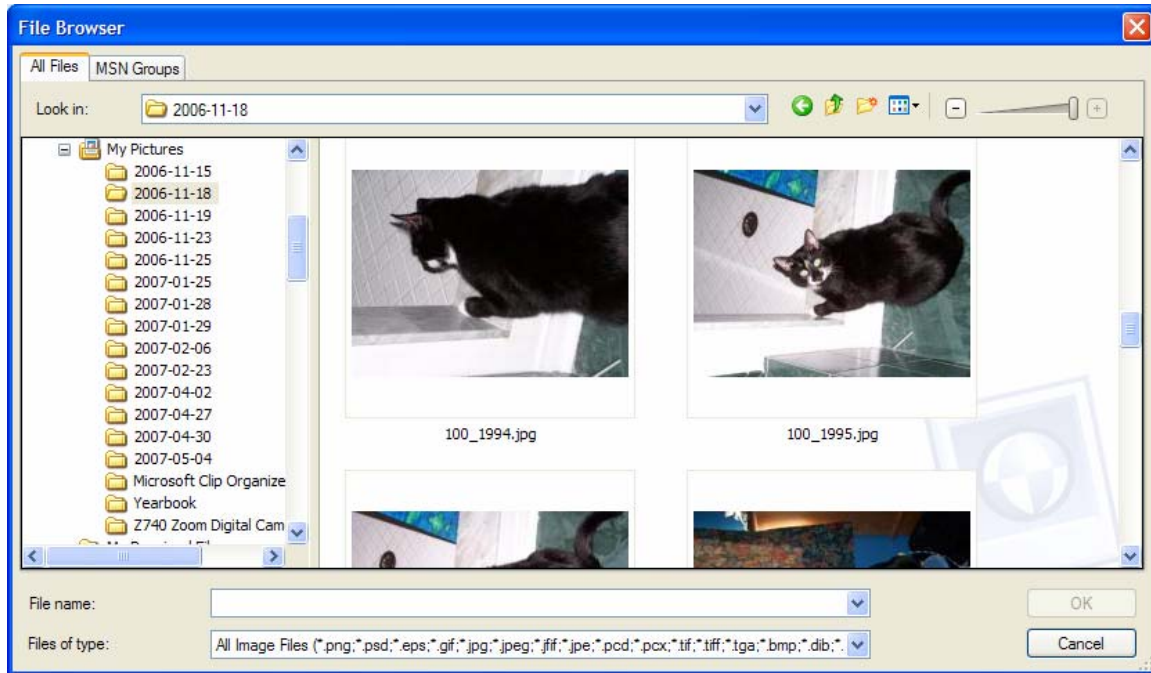 File Browser
All Files
MSN Groups
Look in:
2006-11-18
My Pictures
2006-11-15
2006-11-18
2006-11-19
2006-11-23
2006-11-25
2007-01-25
2007-01-28
2007-01-29
2007-02-06
2007-02-23
2007-04-02
2007-04-27
2007-04-30
2007-05-04
Microsoft Clip Organize
Yearbook
Z740 Zoom Digital Cam
100_1994.jpg
100_1995.jpg
File name:
OK
Files of type:
All Image Files (*.png;*.psd;*.eps;*.gif;*.jpg;*.jpeg;*.jfif;*.jpe;*.pcd;*.pcx;*.tif;*.tiff;*.tga;*.bmp;*.dib;*.
Cancel